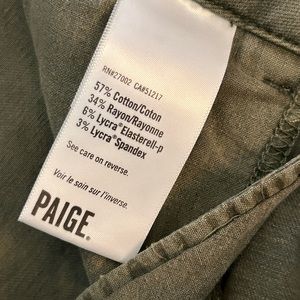 RN#27002 CA#51217
57% Cotton/Coton
34% Rayon/Rayonne
6% Lycra®Elasterell-p
3% Lycra®Spandex
See care on reverse.
Voir le soin sur l'inverse.
PAIGE®